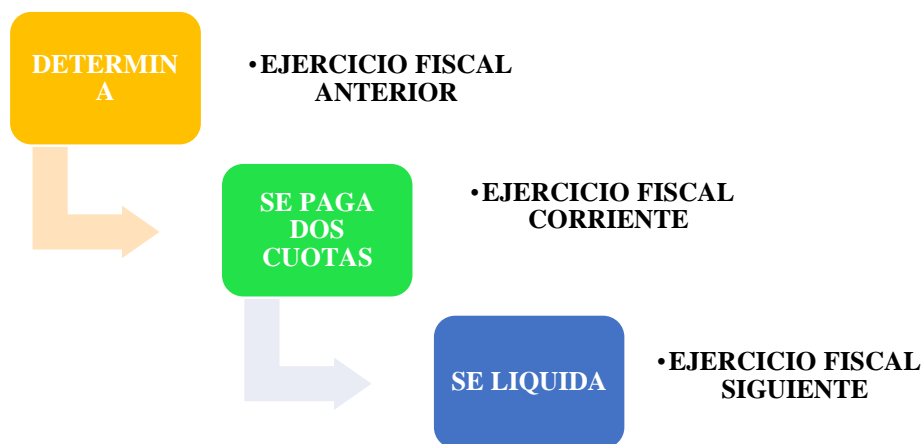 DETERMIN
A
•EJERCICIO FISCAL
ANTERIOR
SE PAGA
DOS
CUOTAS
•EJERCICIO FISCAL
CORRIENTE
SE LIQUIDA
•EJERCICIO FISCAL
SIGUIENTE